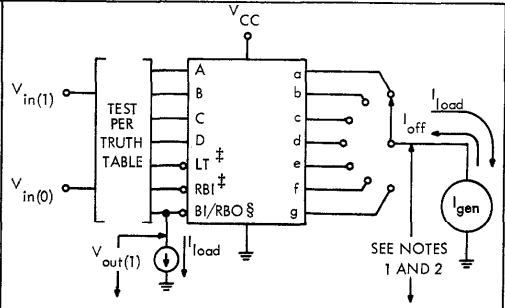 VCC
A
B
C
D
LT ‡
RBI ‡
BI/RBO §
a
b
c
d
e
f
g
Vin(1)
Vin(0)
TEST
PER
TRUTH
TABLE
Vout(1)
Iload
Iload
Ioff
Igen
SEE NOTES
1 AND 2